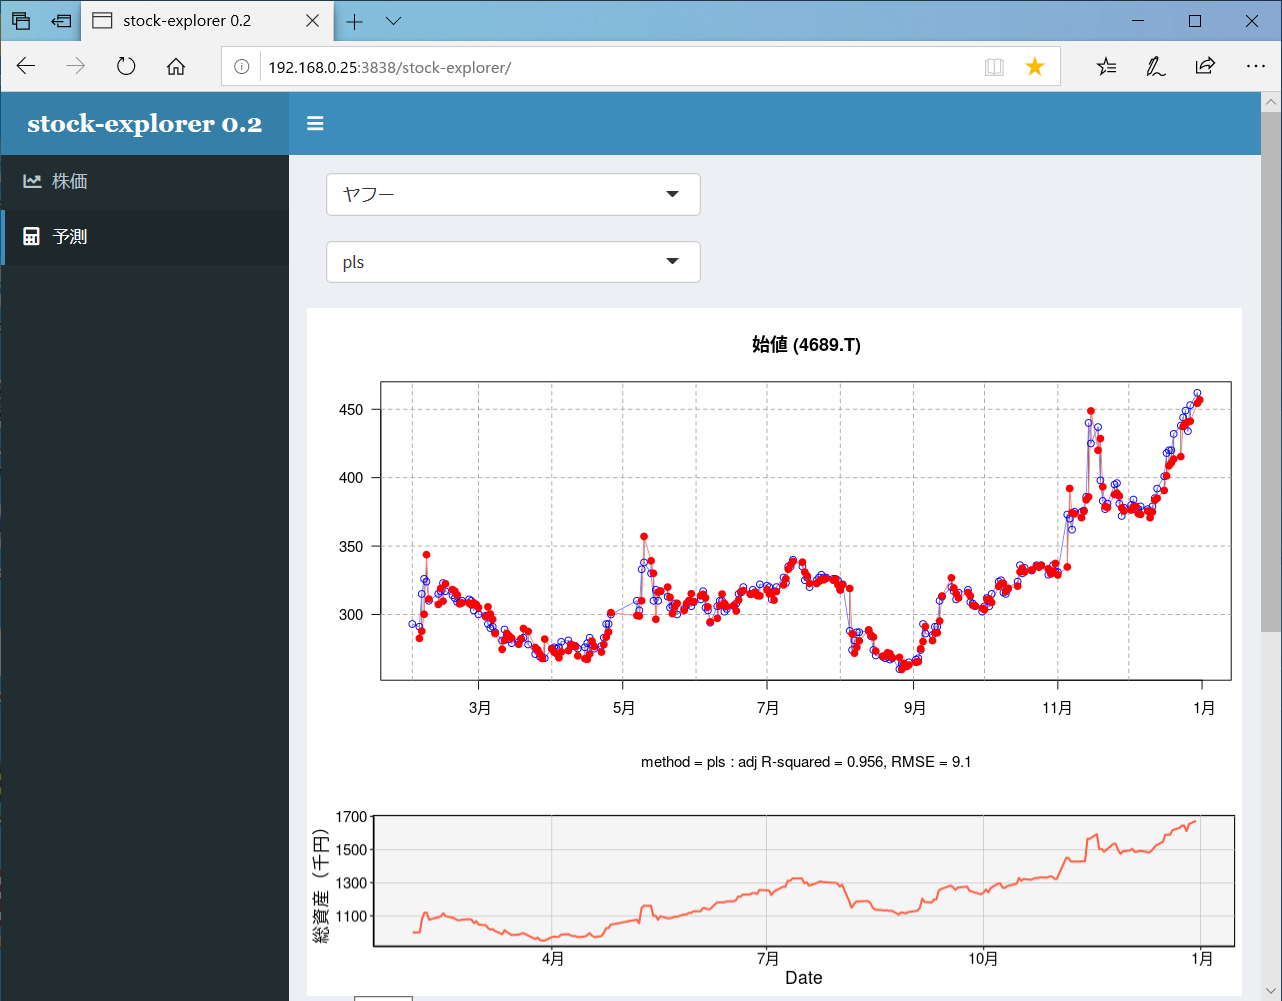 stock-explorer 0.2
192.168.0.25:3838/stock-explorer/
stock-explorer 0.2
株価
予測
ヤフー
pls
始値 (4689.T)
450
400
350
300
3月
5月
7月
9月
11月
1月
method = pls : adj R-squared = 0.956, RMSE = 9.1
総資産（千円）
1700
1500
1300
1100
4月
7月
10月
1月
Date